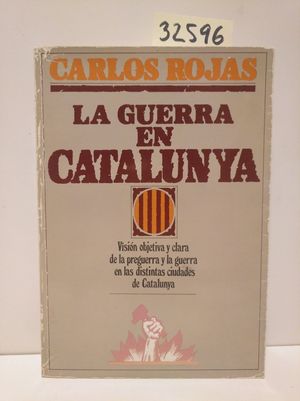 32596
CARLOS ROJAS
LA GUERRA
EN
CATALUNYA
Visión objetiva y clara
de la preguerra y la guerra
en las distintas ciudades
de Catalunya